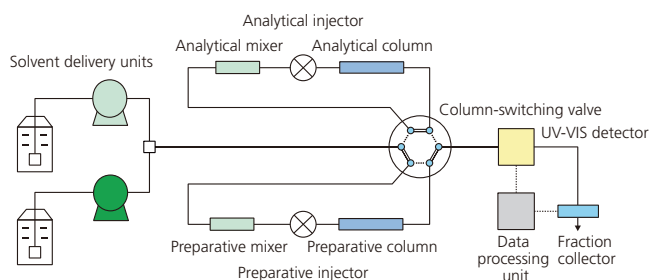 Analytical injector
Analytical mixer
Analytical column
Solvent delivery units
Column-switching valve
UV-VIS detector
Preparative mixer
Preparative column
Preparative injector
Data
processing
unit
Fraction
collector